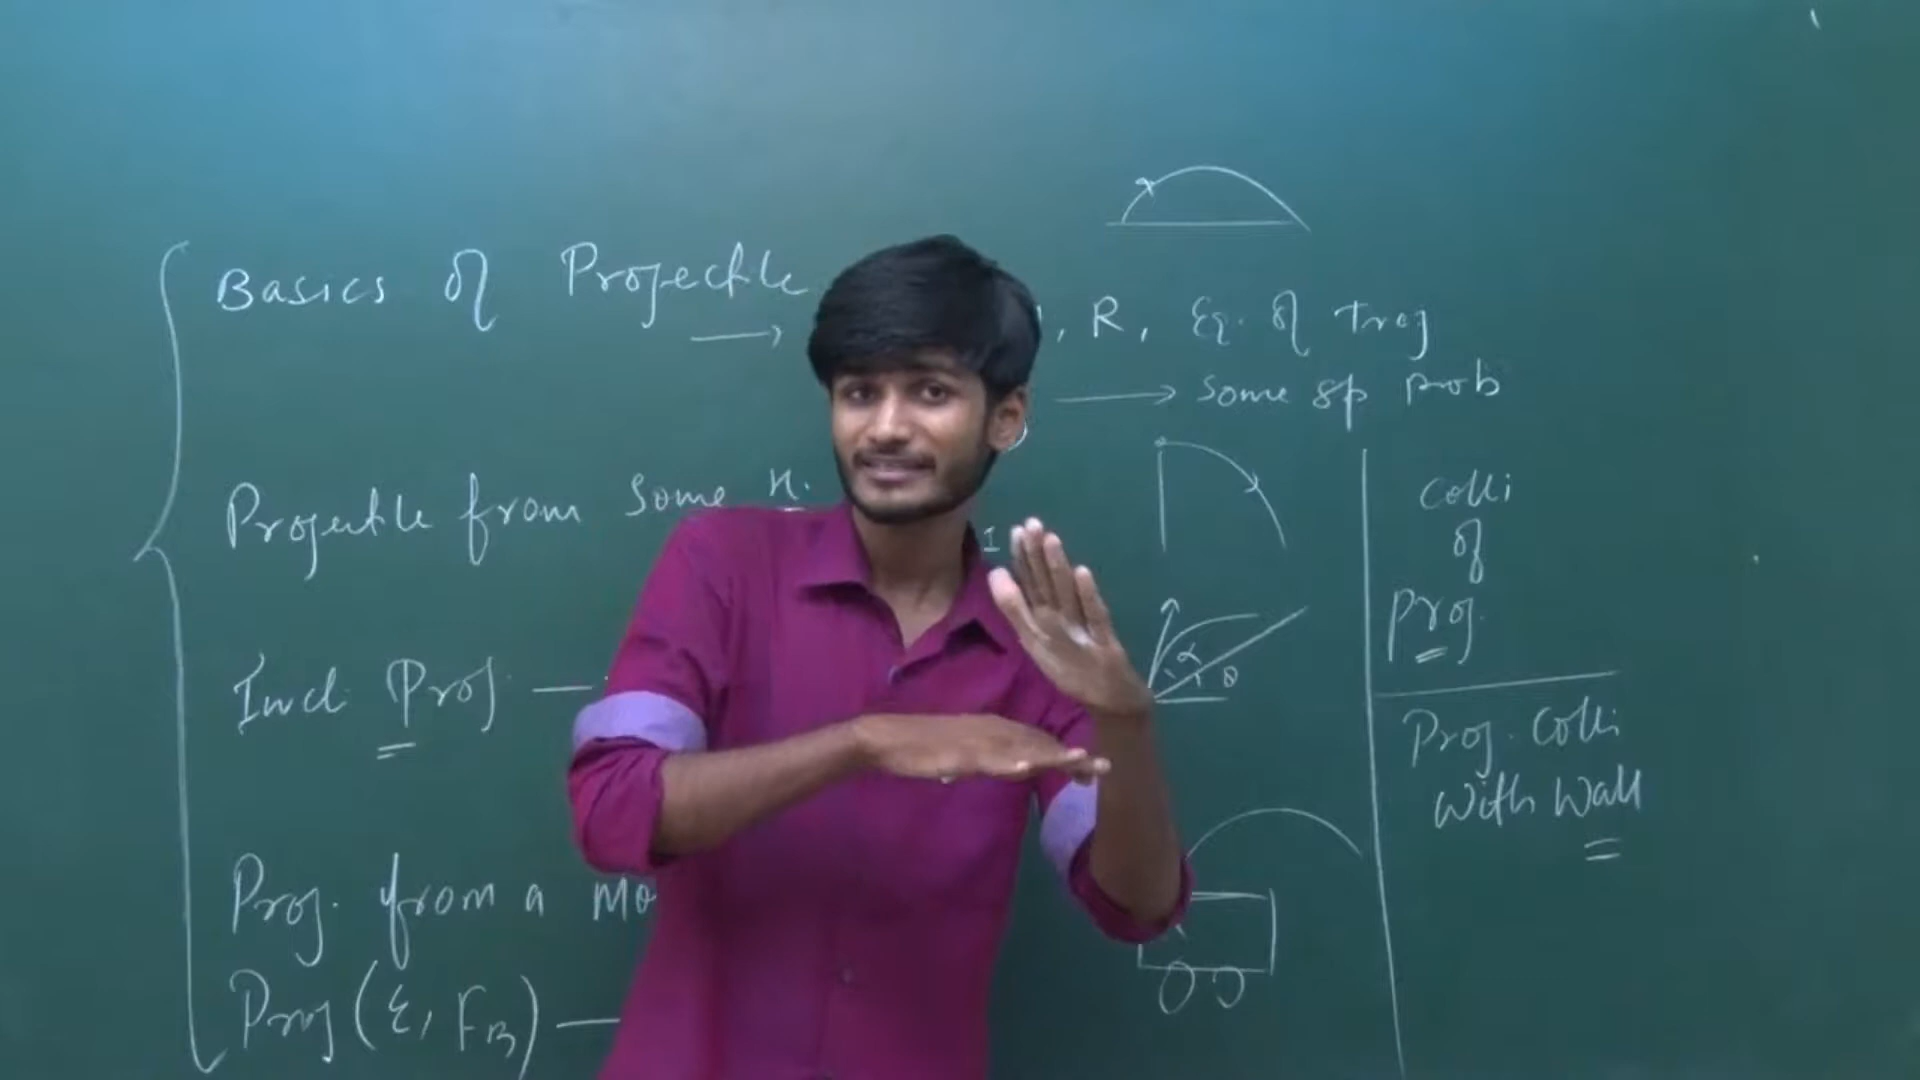 Basics of Projectile
→ , R, Eq. of Traj
→ Some sp Prob
Projectile from some H.
Incl Proj. —
α θ
Proj. from a Mo
Proj (ε, F_B) —
Colli
of
Proj.
Proj. Colli
with Wall